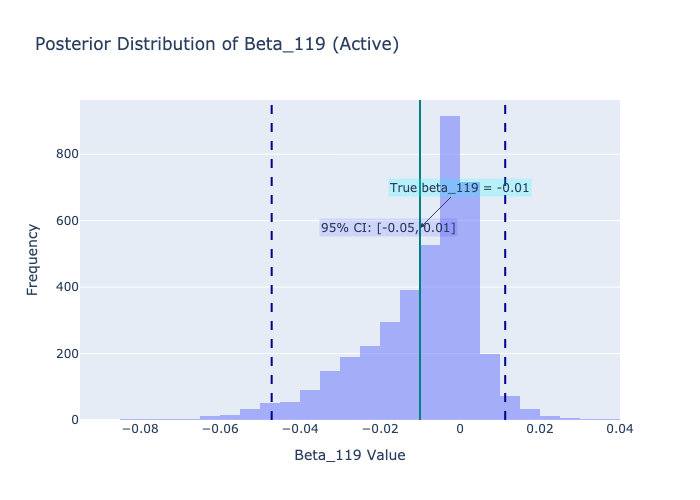 Posterior Distribution of Beta_119 (Active)
800
600
400
200
0
Frequency
True beta_119 = -0.01
95% CI: [-0.05, 0.01]
−0.08
−0.06
−0.04
−0.02
0
0.02
0.04
Beta_119 Value